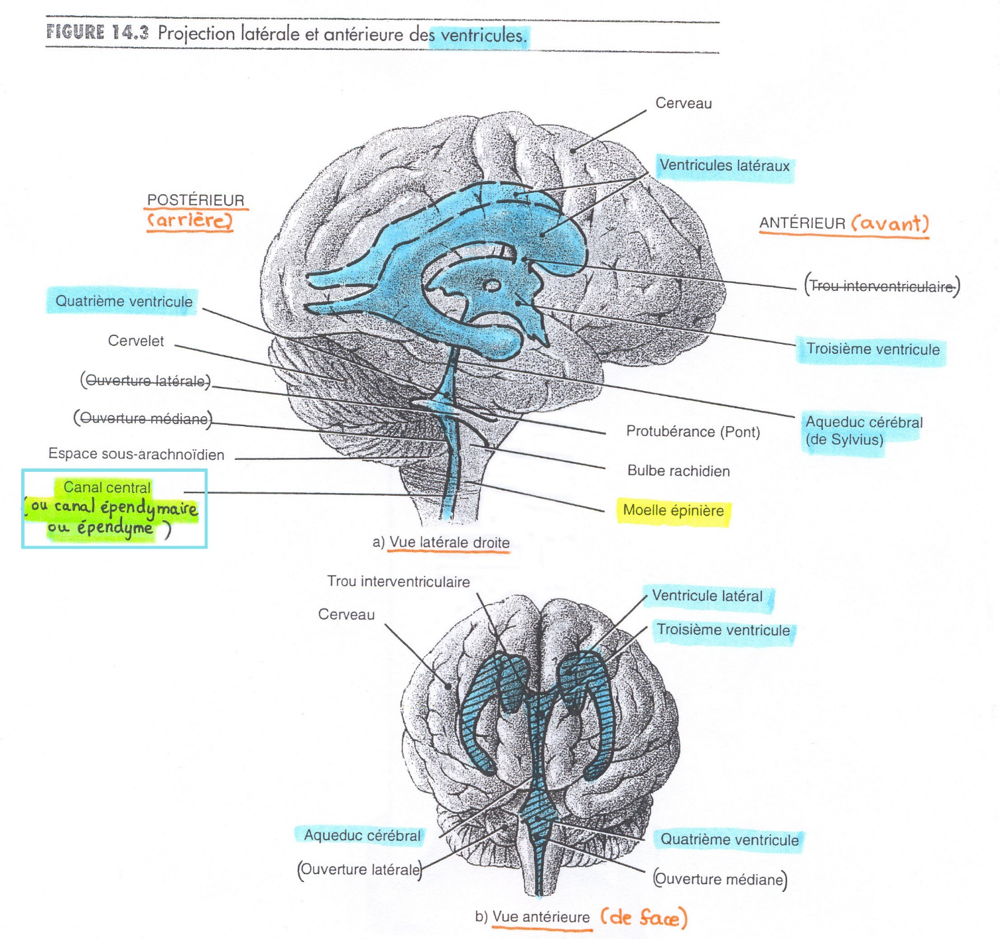 FIGURE 14.3 Projection latérale et antérieure des ventricules.
Cerveau
Ventricules latéraux
POSTÉRIEUR
(arrière)
ANTÉRIEUR (avant)
(Trou interventriculaire)
Quatrième ventricule
Cervelet
Troisième ventricule
(Ouverture latérale)
(Ouverture médiane)
Aqueduc cérébral
(de Sylvius)
Protubérance (Pont)
Espace sous-arachnoïdien
Bulbe rachidien
Canal central
(ou canal épendymaire
ou épendyme)
Moelle épinière
a) Vue latérale droite
Trou interventriculaire
Ventricule latéral
Cerveau
Troisième ventricule
Aqueduc cérébral
Quatrième ventricule
(Ouverture latérale)
(Ouverture médiane)
b) Vue antérieure (de face)